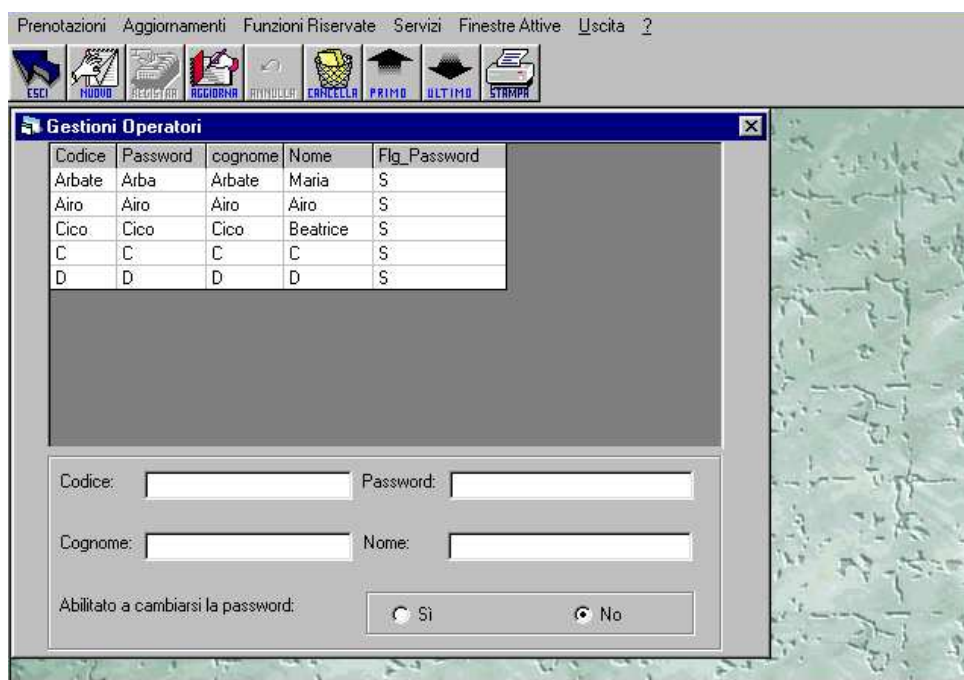 Prenotazioni Aggiornamenti Funzioni Riservate Servizi Finestre Attive Uscita ?
ESCI NUOVO REGISTRA AGGIORNA ANNULLA CANCELLA PRIMO ULTIMO STAMPA
Gestioni Operatori
Codice Password cognome Nome Flg_Password
Arbate Arba Arbate Maria S
Airo Airo Airo Airo S
Cico Cico Cico Beatrice S
C C C C S
D D D D S
Codice: Password:
Cognome: Nome:
Abilitato a cambiarsi la password: Sì No